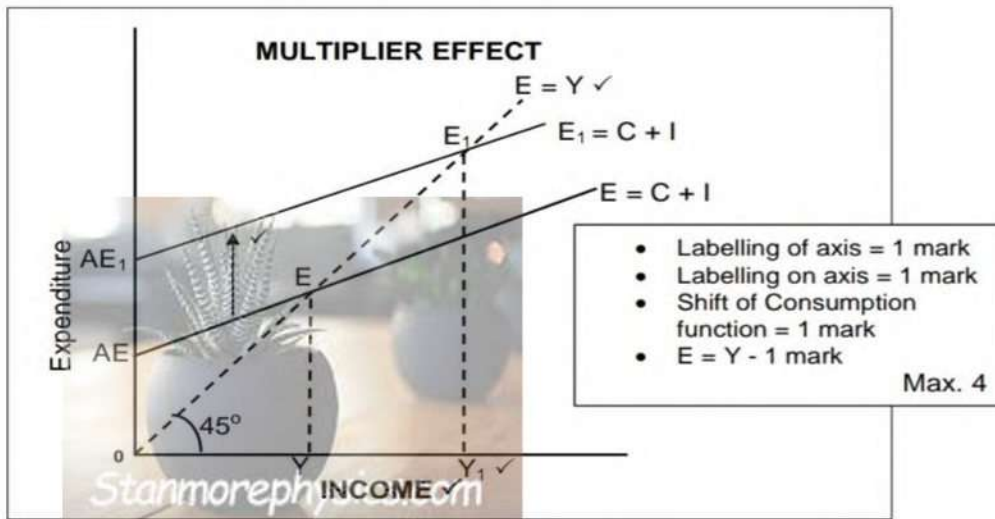 MULTIPLIER EFFECT
E = Y ✓
E₁
E₁ = C + I
E = C + I
Expenditure
AE₁
✓
E
AE
45°
0
Y
Y₁ ✓
INCOME ✓
Stanmorephysics.com
• Labelling of axis = 1 mark
• Labelling on axis = 1 mark
• Shift of Consumption
function = 1 mark
• E = Y - 1 mark
Max. 4